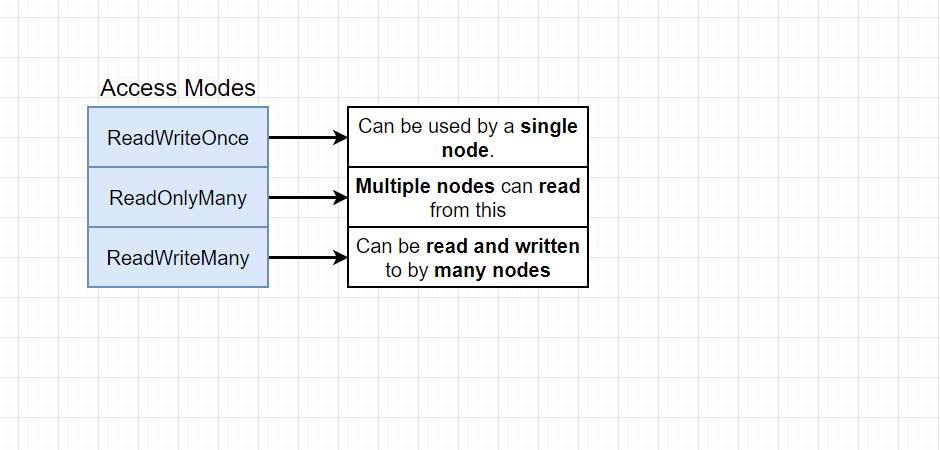 Access Modes
ReadWriteOnce
Can be used by a single
node.
ReadOnlyMany
Multiple nodes can read
from this
ReadWriteMany
Can be read and written
to by many nodes